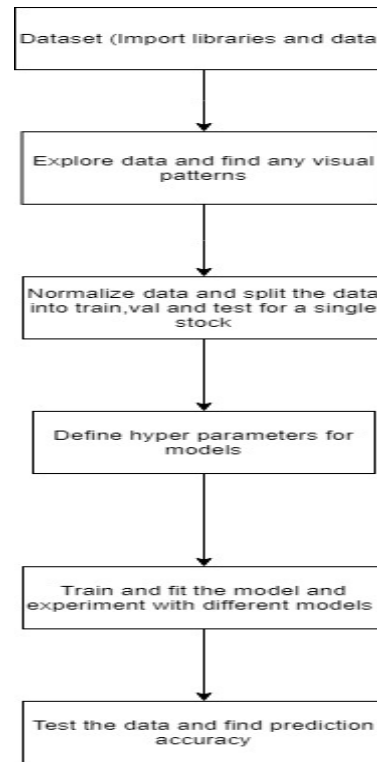 Dataset (Import libraries and data
Explore data and find any visual
patterns
Normalize data and split the data
into train,val and test for a single
stock
Define hyper parameters for
models
Train and fit the model and
experiment with different models
Test the data and find prediction
accuracy